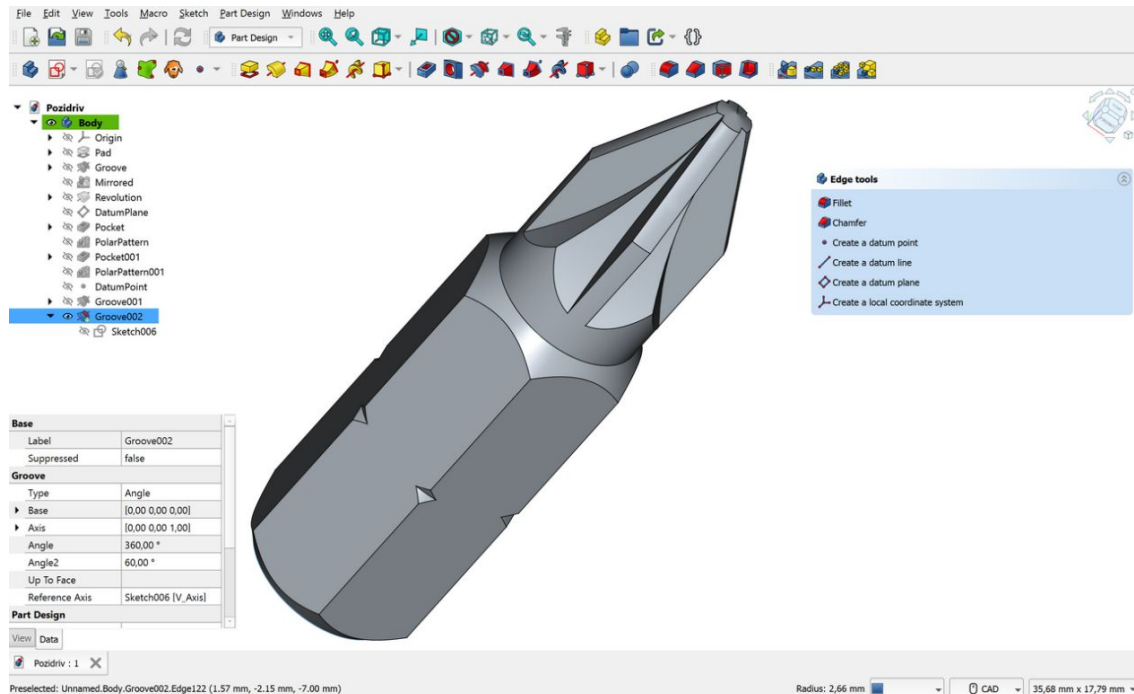 File Edit View Tools Macro Sketch Part Design Windows Help
Part Design
Pozidriv
Body
Origin
Pad
Groove
Mirrored
Revolution
DatumPlane
Pocket
PolarPattern
Pocket001
PolarPattern001
DatumPoint
Groove001
Groove002
Sketch006
Edge tools
Fillet
Chamfer
Create a datum point
Create a datum line
Create a datum plane
Create a local coordinate system
Base
Label Groove002
Suppressed false
Groove
Type Angle
Base [0,00 0,00 0,00]
Axis [0,00 0,00 1,00]
Angle 360,00 °
Angle2 60,00 °
Up To Face
Reference Axis Sketch006 [V_Axis]
Part Design
View Data
Pozidriv : 1
Preselected: Unnamed.Body.Groove002.Edge122 (1.57 mm, -2.15 mm, -7.00 mm) Radius: 2,66 mm CAD 35,68 mm x 17,79 mm